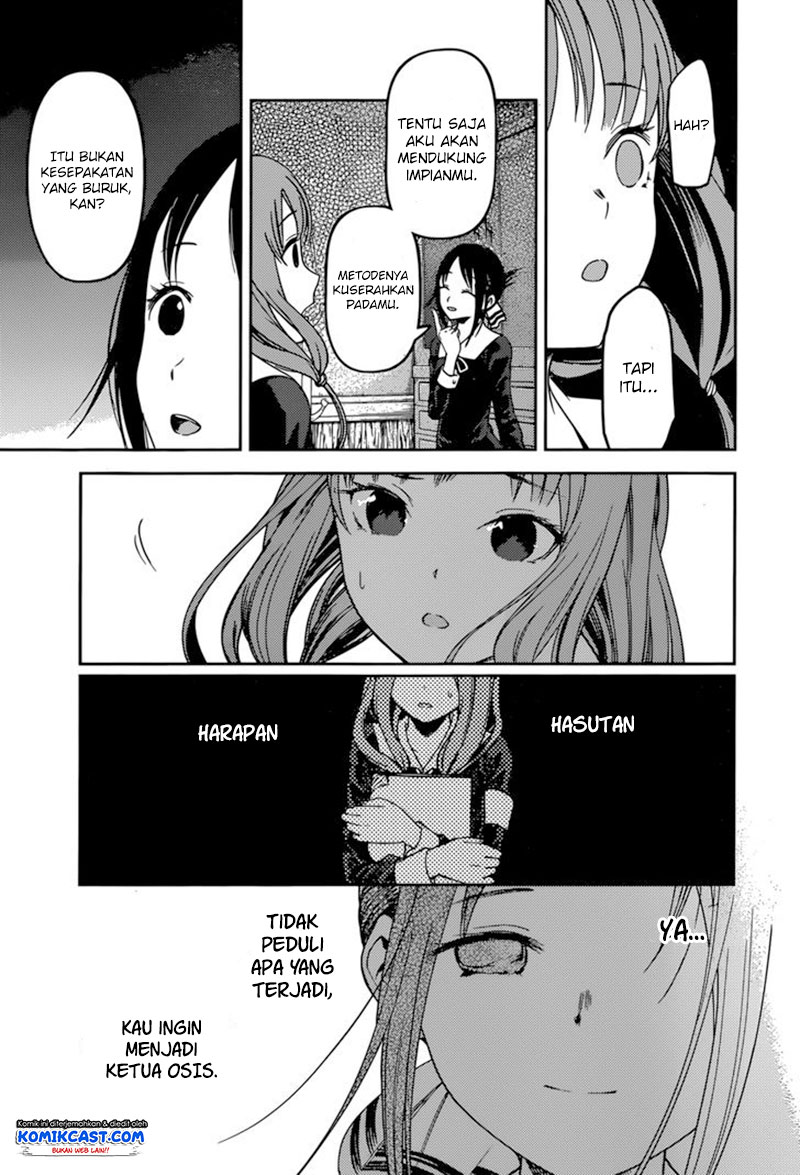 HAH?
TAPI
ITU...
TENTU SAJA
AKU AKAN
MENDUKUNG
IMPIANMU.
METODENYA
KUSERAHKAN
PADAMU.
ITU BUKAN
KESEPAKATAN
YANG BURUK,
KAN?
HASUTAN
HARAPAN
YA...
TIDAK
PEDULI
APA YANG
TERJADI,
KAU INGIN
MENJADI
KETUA OSIS.
Komik ini diterjemahkan & diedit oleh
KOMIKCAST.COM
BUKAN WEB LAIN!!